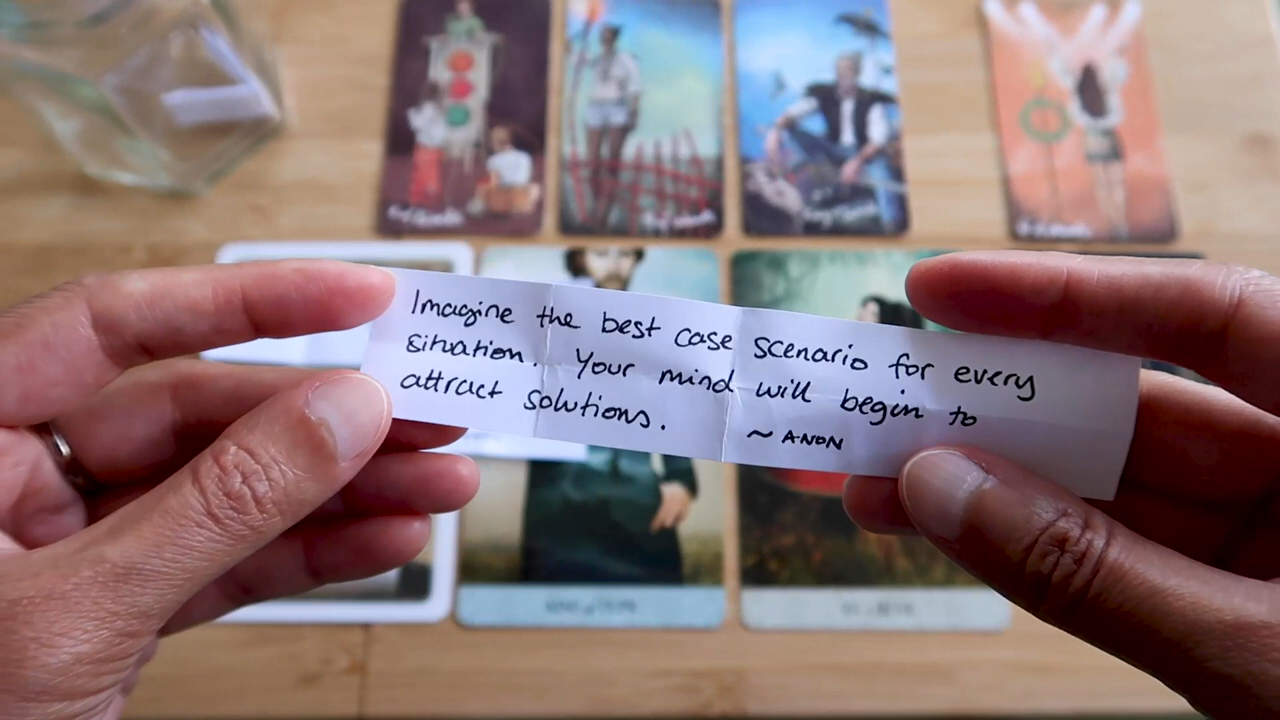 Imagine the best case scenario for every
situation. Your mind will begin to
attract solutions.
~ ANON